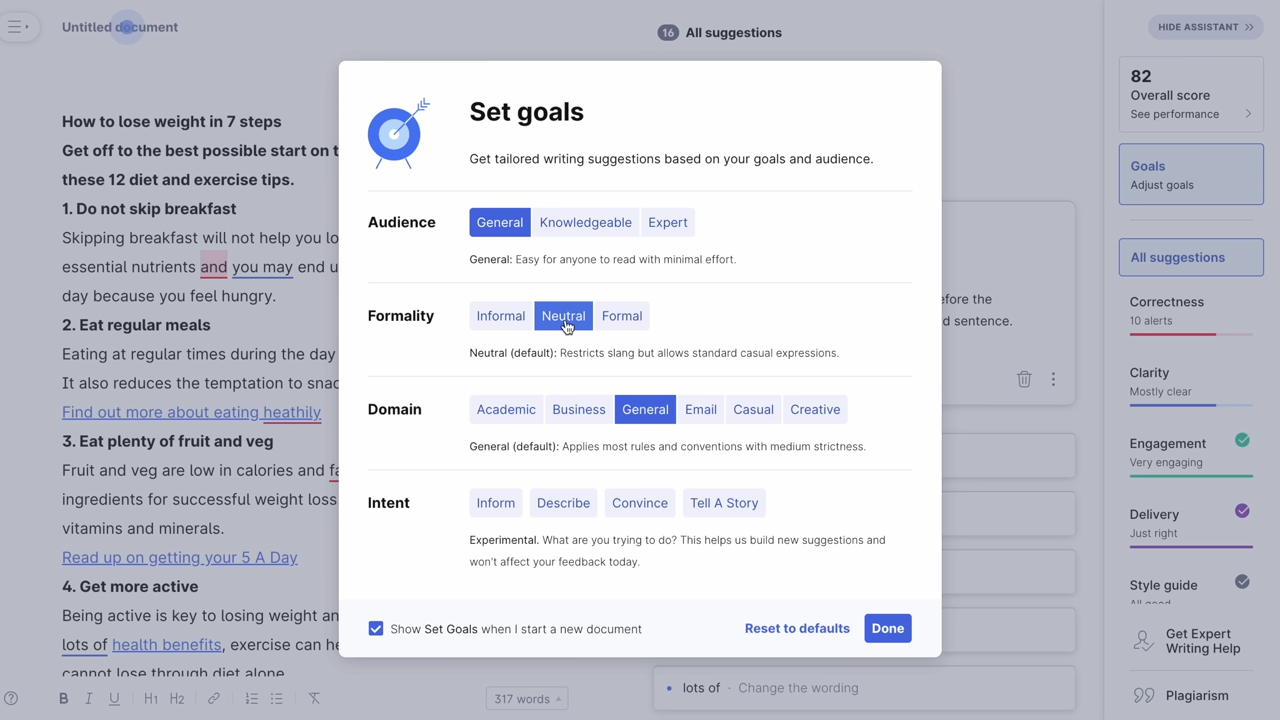 Untitled document
16 All suggestions
HIDE ASSISTANT
How to lose weight in 7 steps
Get off to the best possible start on t
these 12 diet and exercise tips.
1. Do not skip breakfast
Skipping breakfast will not help you lo
essential nutrients and you may end u
day because you feel hungry.
2. Eat regular meals
Eating at regular times during the day
It also reduces the temptation to snac
Find out more about eating heathily
3. Eat plenty of fruit and veg
Fruit and veg are low in calories and fa
ingredients for successful weight loss
vitamins and minerals.
Read up on getting your 5 A Day
4. Get more active
Being active is key to losing weight an
lots of health benefits, exercise can he
cannot lose through diet alone
B I U H1 H2
317 words
Set goals
Get tailored writing suggestions based on your goals and audience.
Audience
General Knowledgeable Expert
General: Easy for anyone to read with minimal effort.
Formality
Informal Neutral Formal
Neutral (default): Restricts slang but allows standard casual expressions.
Domain
Academic Business General Email Casual Creative
General (default): Applies most rules and conventions with medium strictness.
Intent
Inform Describe Convince Tell A Story
Experimental. What are you trying to do? This helps us build new suggestions and
won't affect your feedback today.
Show Set Goals when I start a new document
Reset to defaults Done
efore the
d sentence.
lots of · Change the wording
82
Overall score
See performance
Goals
Adjust goals
All suggestions
Correctness
10 alerts
Clarity
Mostly clear
Engagement
Very engaging
Delivery
Just right
Style guide
All good
Get Expert
Writing Help
Plagiarism